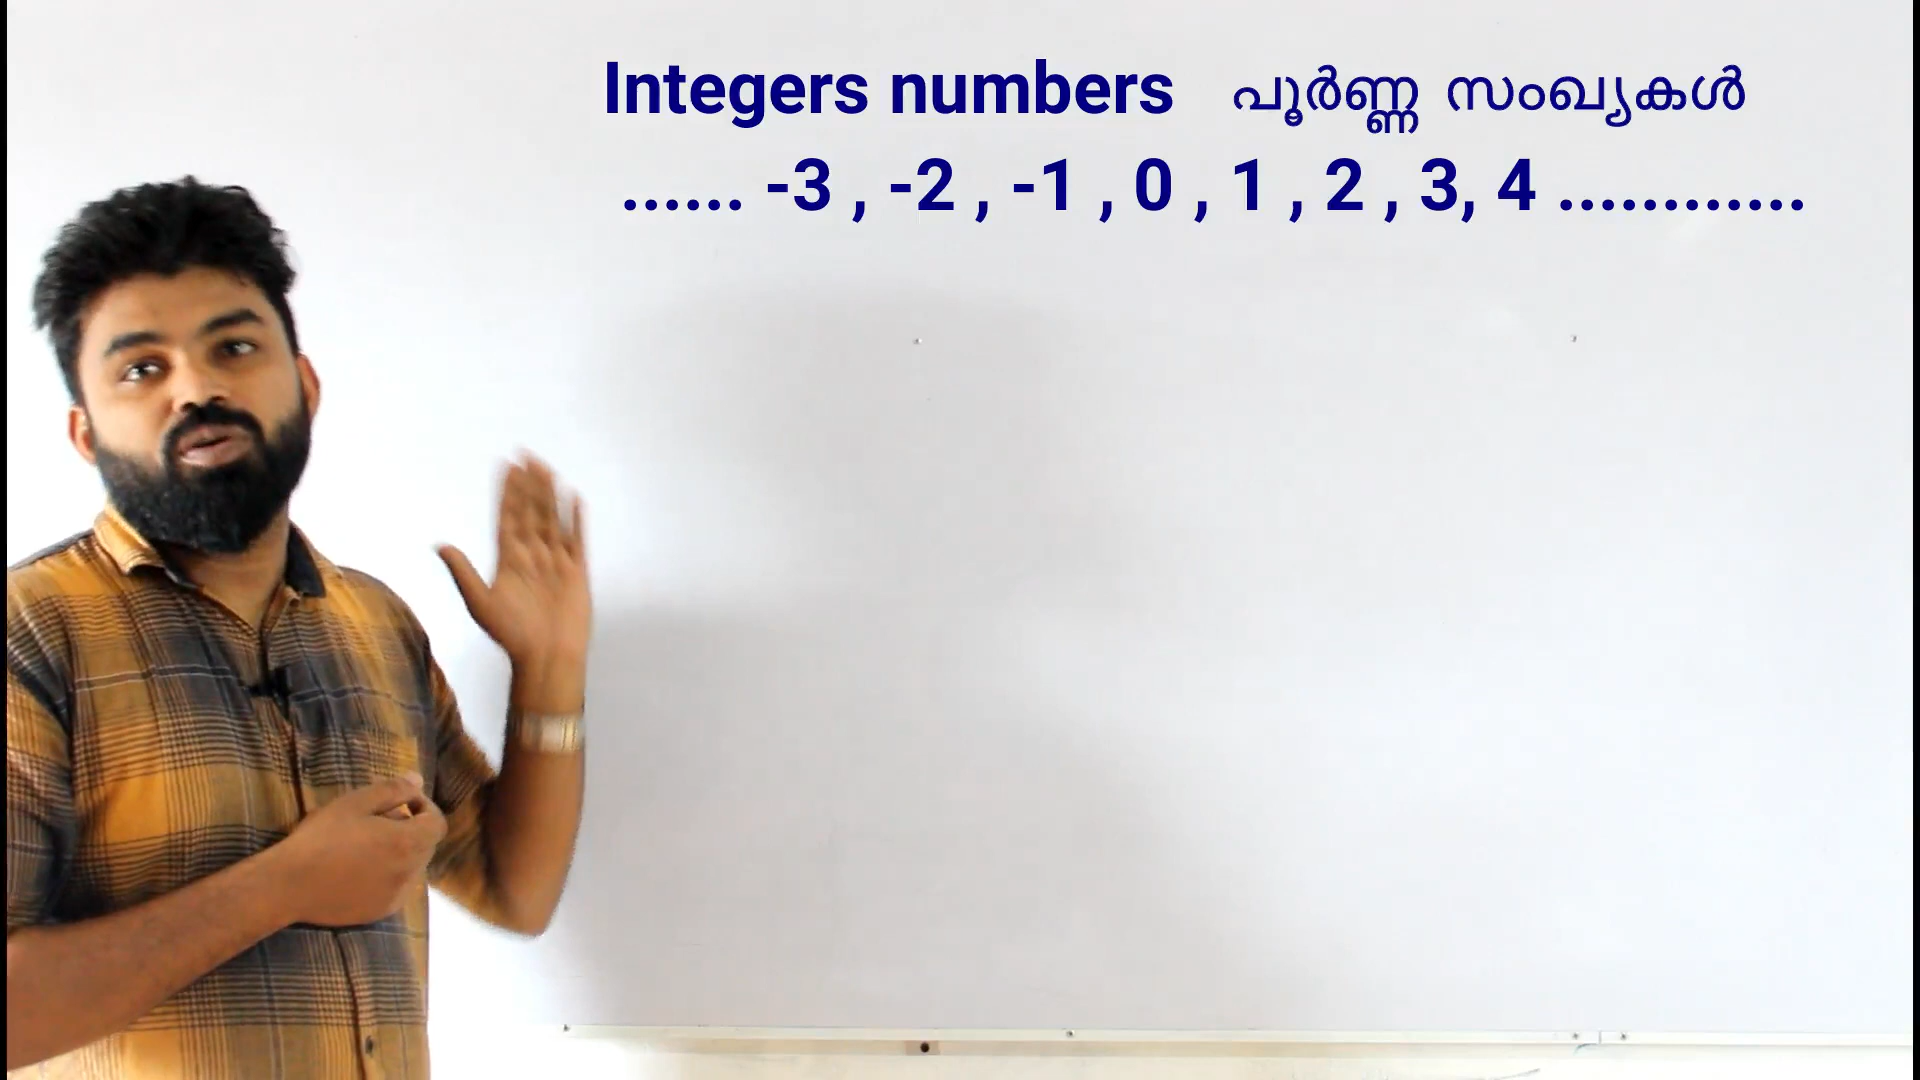 Integers numbers പൂർണ്ണ സംഖ്യകൾ
...... -3 , -2 , -1 , 0 , 1 , 2 , 3, 4 ............